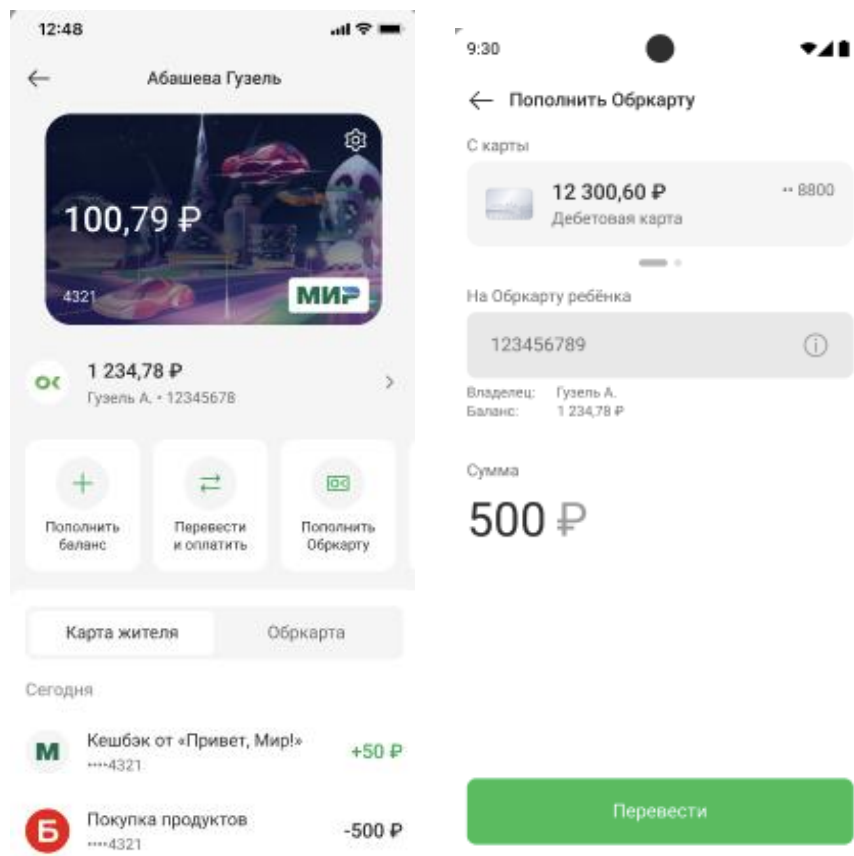 12:48
Абашева Гузель
100,79 ₽
4321
МИР
1 234,78 ₽
Гузель А. • 12345678
Пополнить
баланс
Перевести
и оплатить
Пополнить
Обркарту
Карта жителя
Обркарта
Сегодня
М
Кешбэк от «Привет, Мир!»
+50 ₽
····4321
Б
Покупка продуктов
-500 ₽
····4321
9:30
Пополнить Обркарту
С карты
12 300,60 ₽
·· 8800
Дебетовая карта
На Обркарту ребёнка
123456789
Владелец: Гузель А.
Баланс: 1 234,78 ₽
Сумма
500 ₽
Перевести